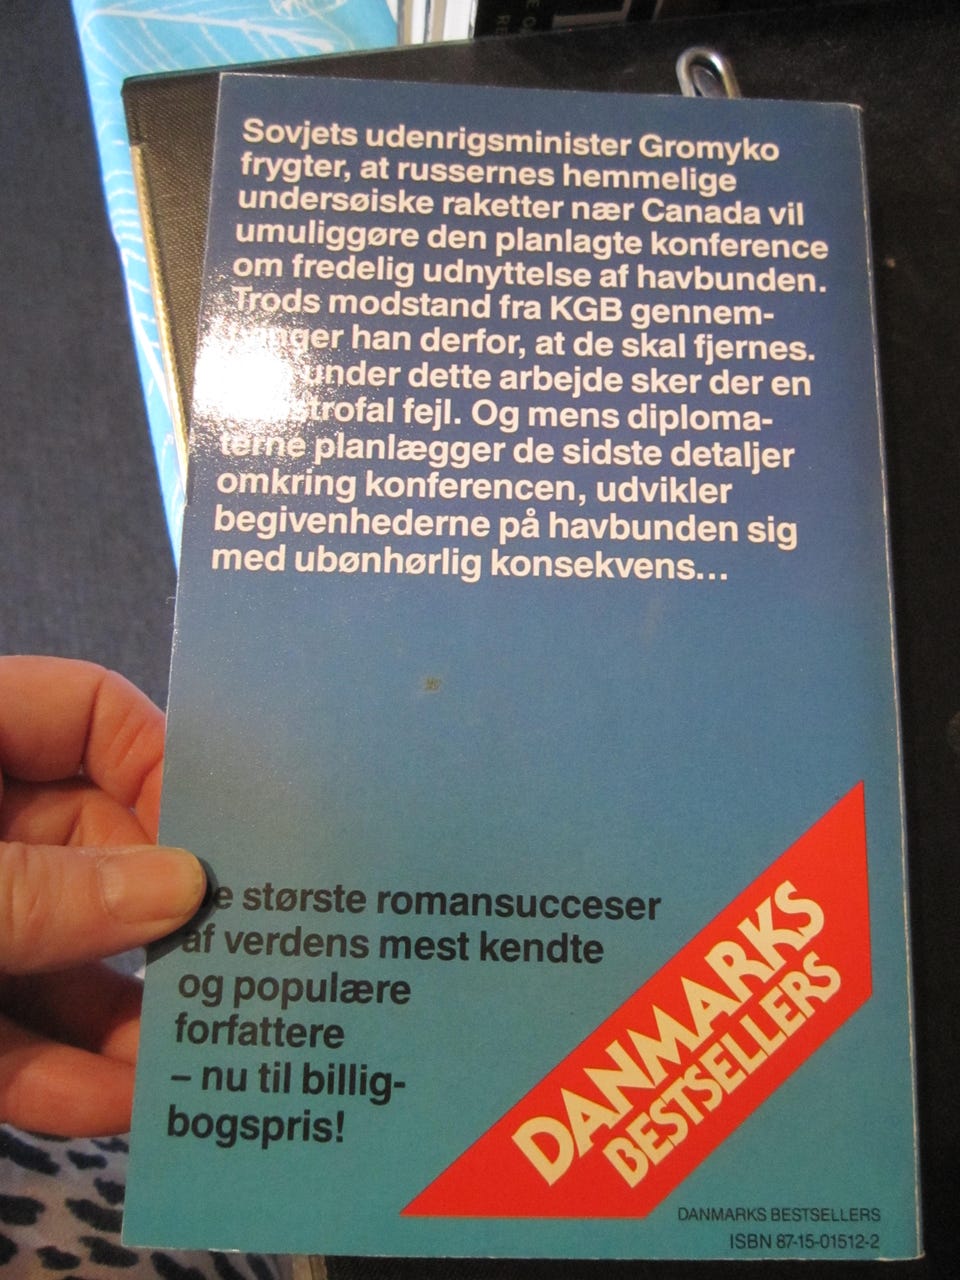 Sovjets udenrigsminister Gromyko
frygter, at russernes hemmelige
undersøiske raketter nær Canada vil
umuliggøre den planlagte konference
om fredelig udnyttelse af havbunden.
Trods modstand fra KGB gennem-
han derfor, at de skal fjernes.
under dette arbejde sker der en
fejl. Og mens diploma-
terne planlægger de sidste detaljer
omkring konferencen, udvikler
begivenhederne på havbunden sig
med ubønhørlig konsekvens...
største romansucceser
af verdens mest kendte
og populære
forfattere
– nu til billig-
bogspris!
DANMARKS
BESTSELLERS
DANMARKS BESTSELLERS
ISBN 87-15-01512-2